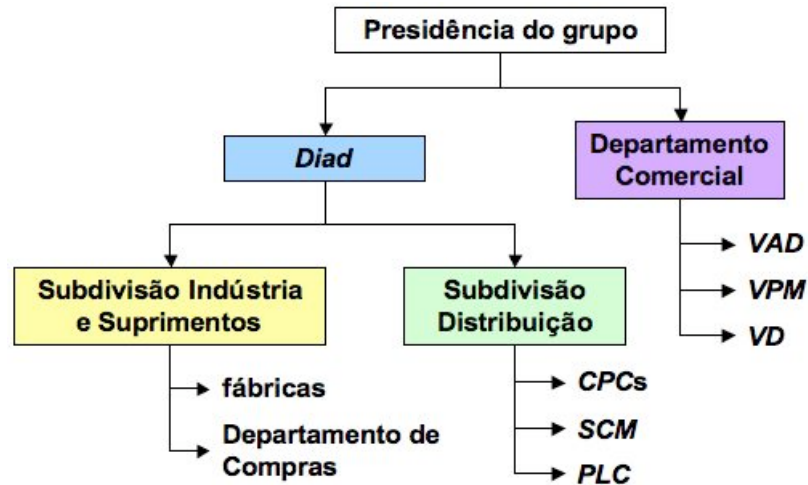 Presidência do grupo
Diad
Departamento
Comercial
VAD
VPM
VD
Subdivisão Indústria
e Suprimentos
fábricas
Departamento de
Compras
Subdivisão
Distribuição
CPCs
SCM
PLC